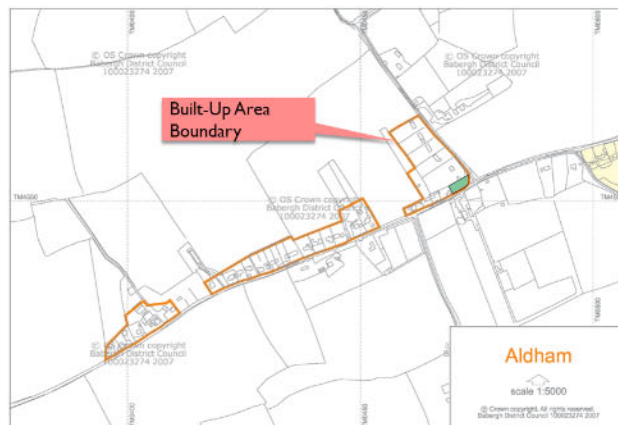 © OS Crown copyright
Babergh District Council
100023274 2007
© OS Crown copyright
Babergh District Council
100023274 2007
Built-Up Area
Boundary
© OS Crown copyright
Babergh District Council
100023274 2007
© OS Crown copyright
Babergh District Council
100023274 2007
Aldham
scale 1:5000
© Crown copyright. All rights reserved.
Babergh District Council 100023274 2007